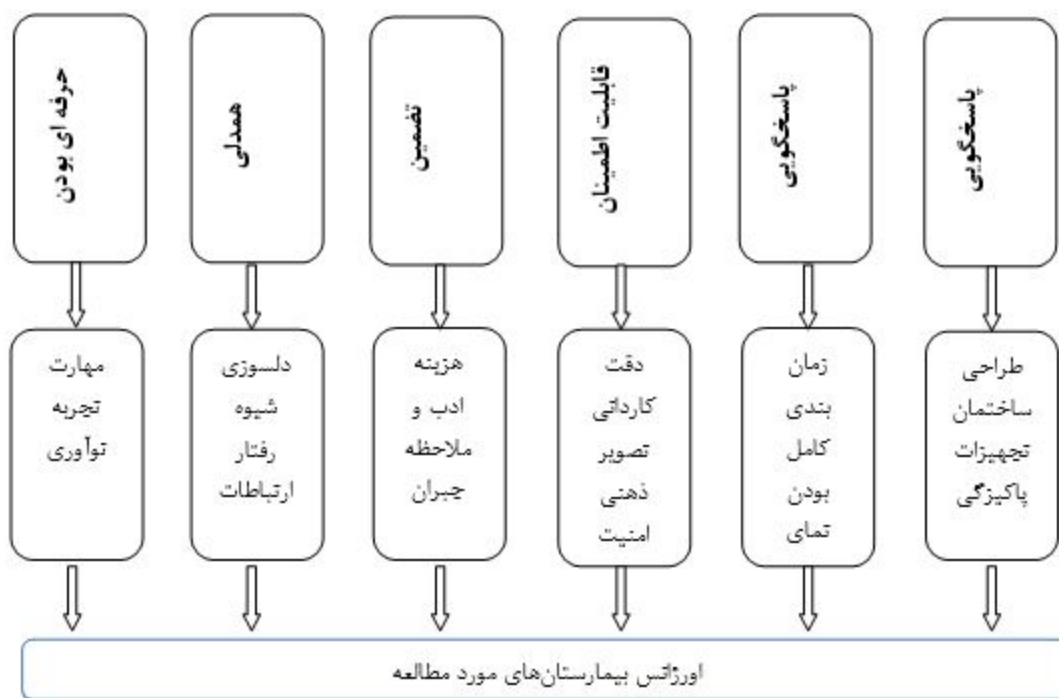 پاسخگویی
پاسخگویی
قابلیت اطمینان
تضمین
همدلی
حرفه ای بودن
طراحی
ساختمان
تجهیزات
پاکیزگی
زمان
بندی
کامل
بودن
تمای
دقت
کاردانی
تصویر
ذهنی
امنیت
هزینه
ادب و
ملاحظه
جبران
دلسوزی
شیوه
رفتار
ارتباطات
مهارت
تجربه
توآوری
اورژانس بیمارستان‌های مورد مطالعه